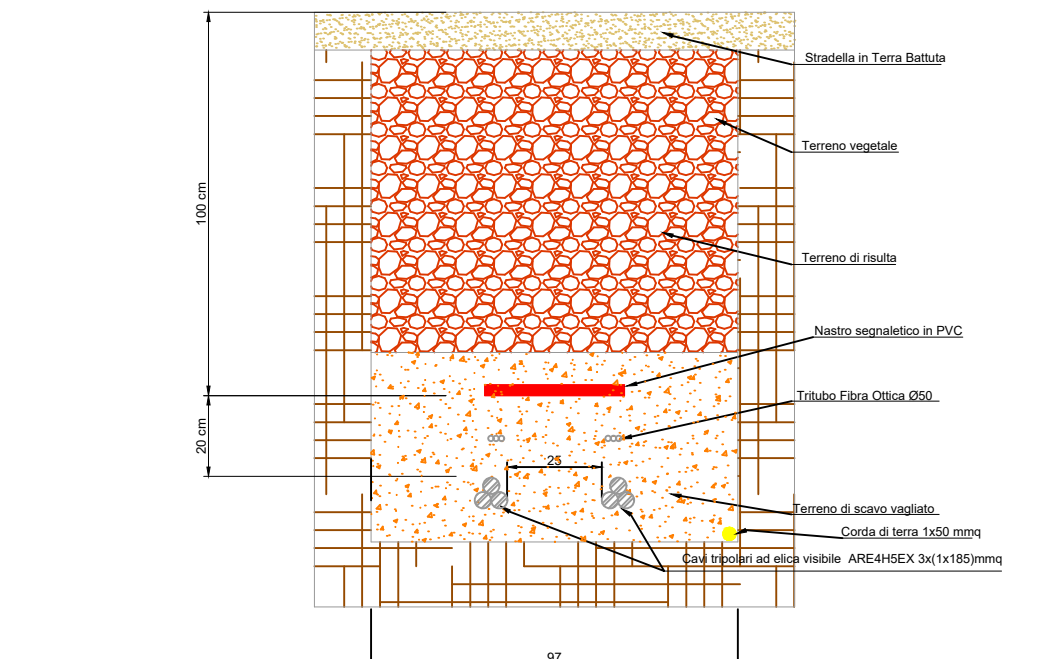 Stradella in Terra Battuta
Terreno vegetale
100 cm
Terreno di risulta
Nastro segnaletico in PVC
Tritubo Fibra Ottica Ø50
20 cm
25
Terreno di scavo vagliato
Corda di terra 1x50 mmq
Cavi tripolari ad elica visibile ARE4H5EX 3x(1x185)mmq
97